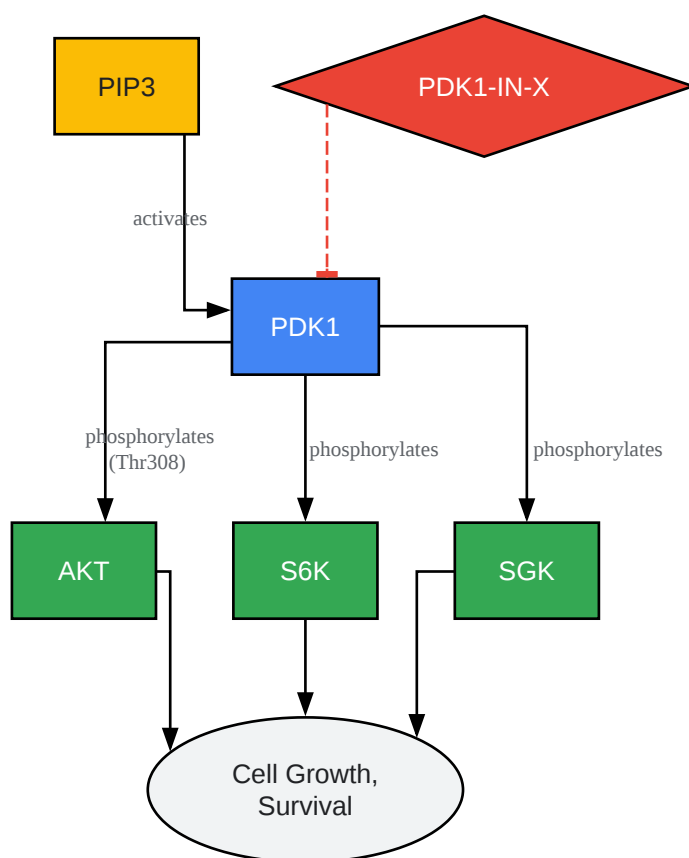 PIP3
PDK1-IN-X
activates
PDK1
phosphorylates
(Thr308)
phosphorylates
phosphorylates
AKT
S6K
SGK
Cell Growth,
Survival